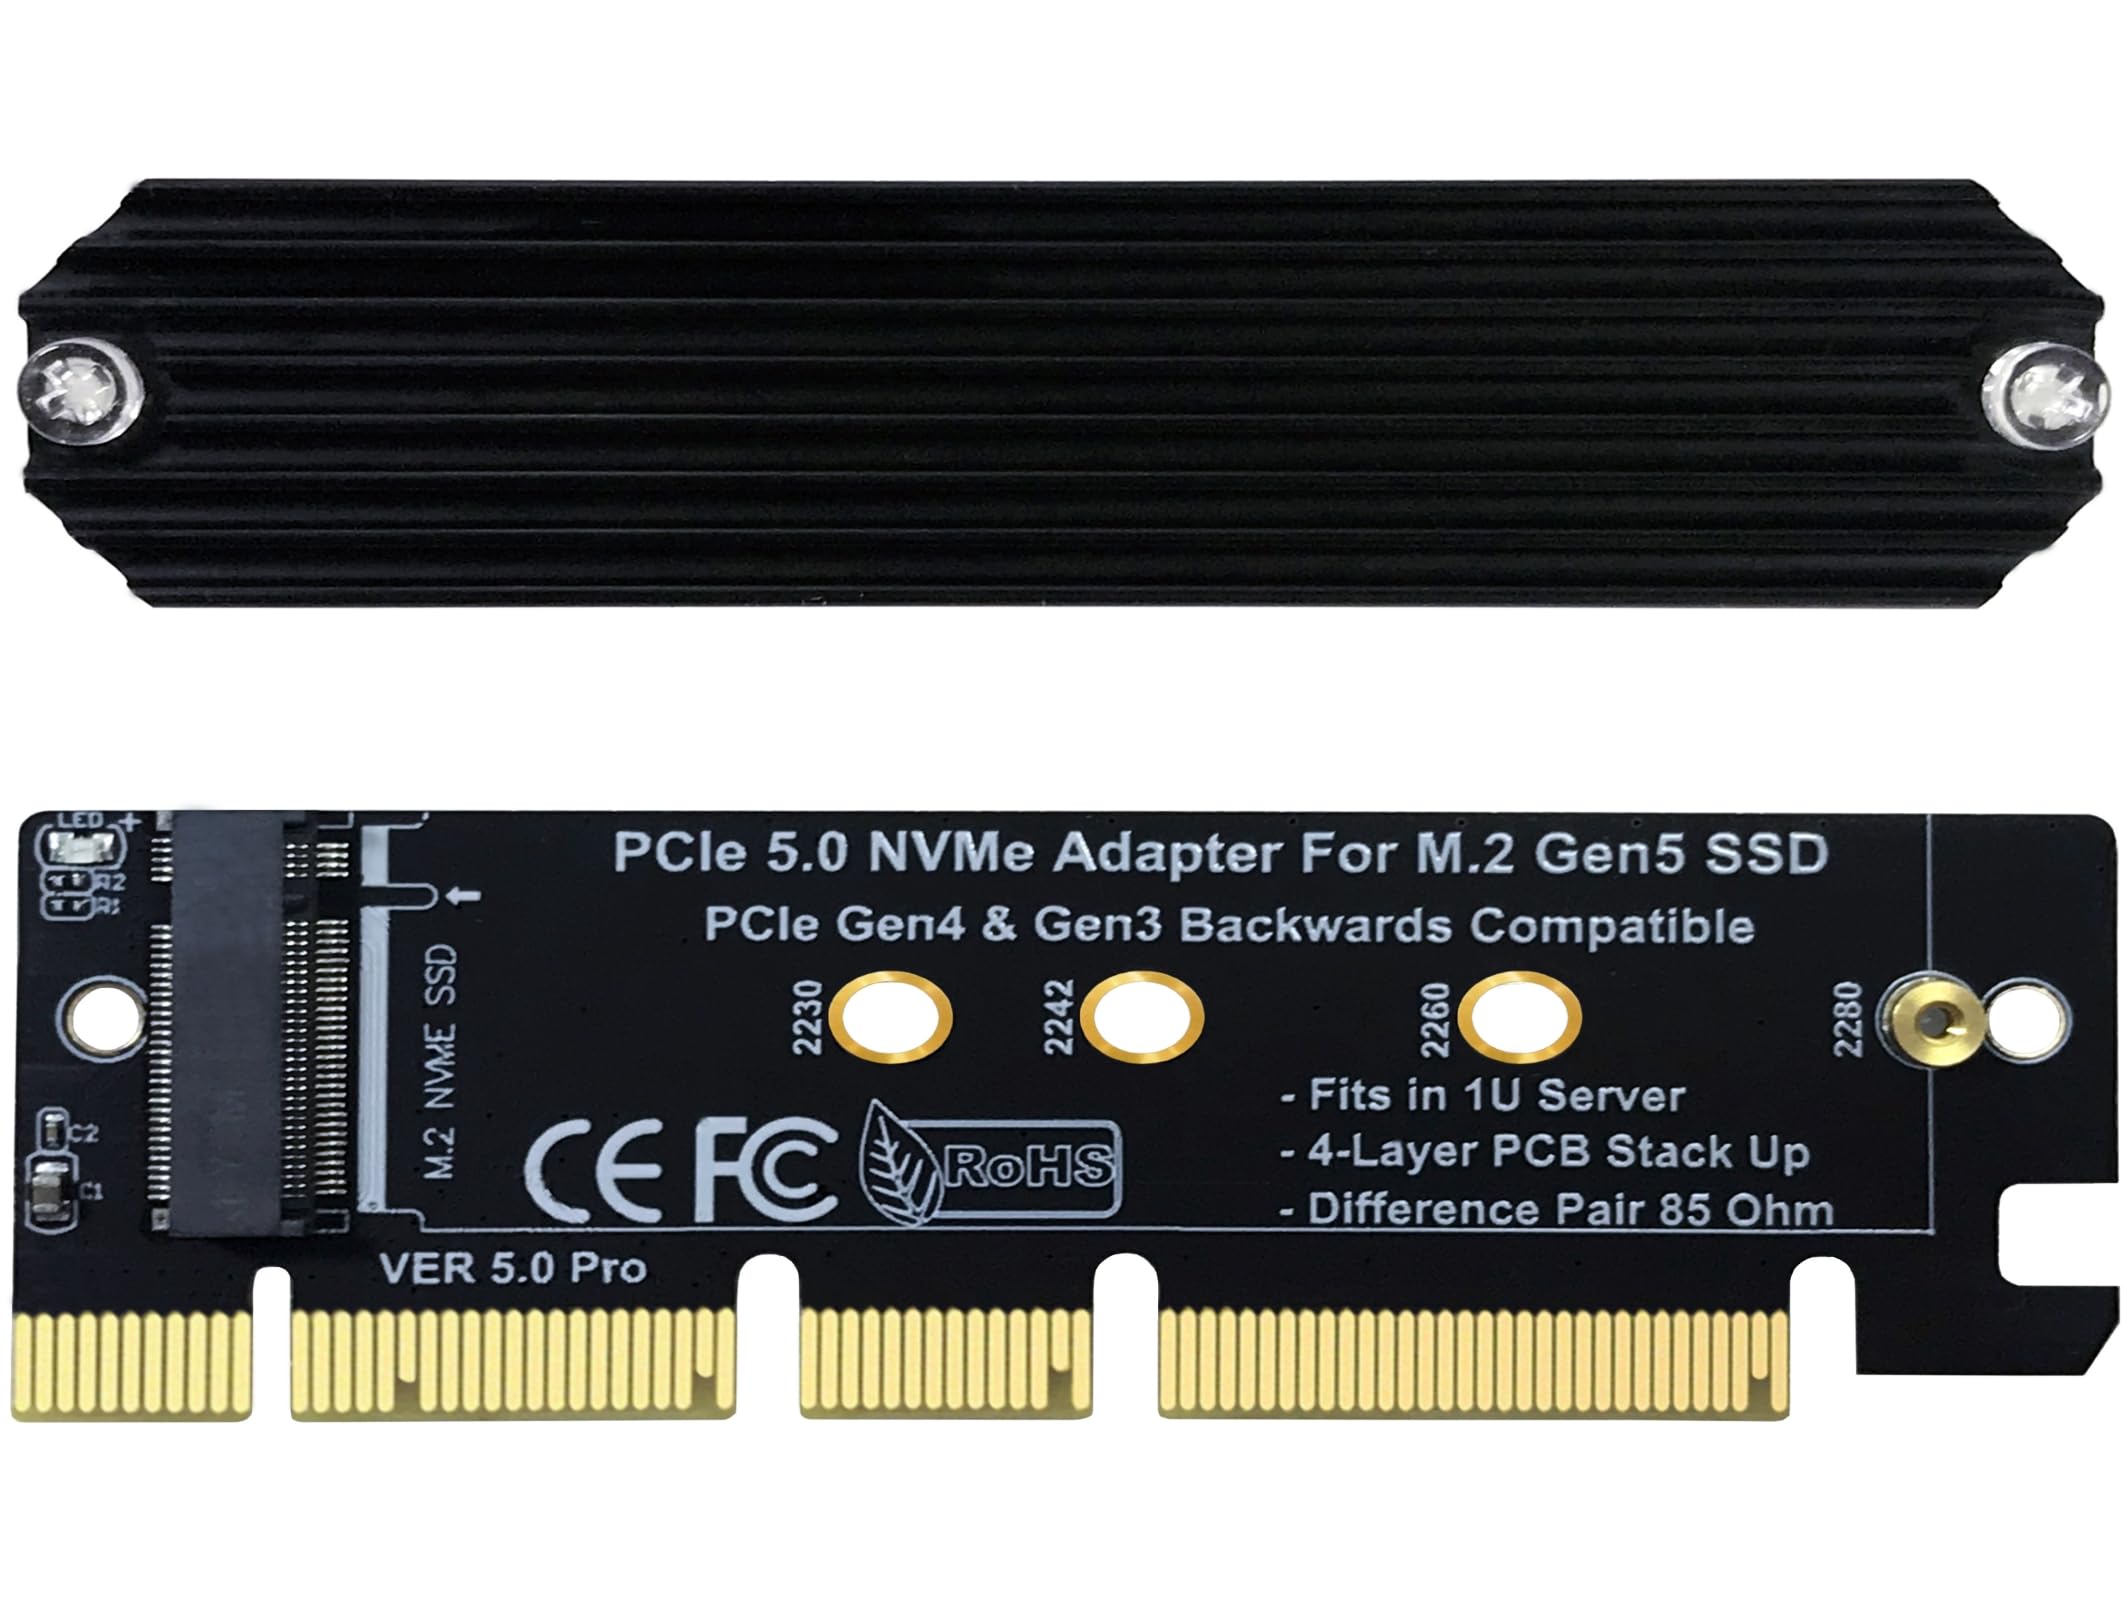 LED +
R2
R1
PCIe 5.0 NVMe Adapter For M.2 Gen5 SSD
PCIe Gen4 & Gen3 Backwards Compatible
M.2 NVME SSD
2230
2242
2260
2280
C2
C1
CE FC RoHS
- Fits in 1U Server
- 4-Layer PCB Stack Up
- Difference Pair 85 Ohm
VER 5.0 Pro